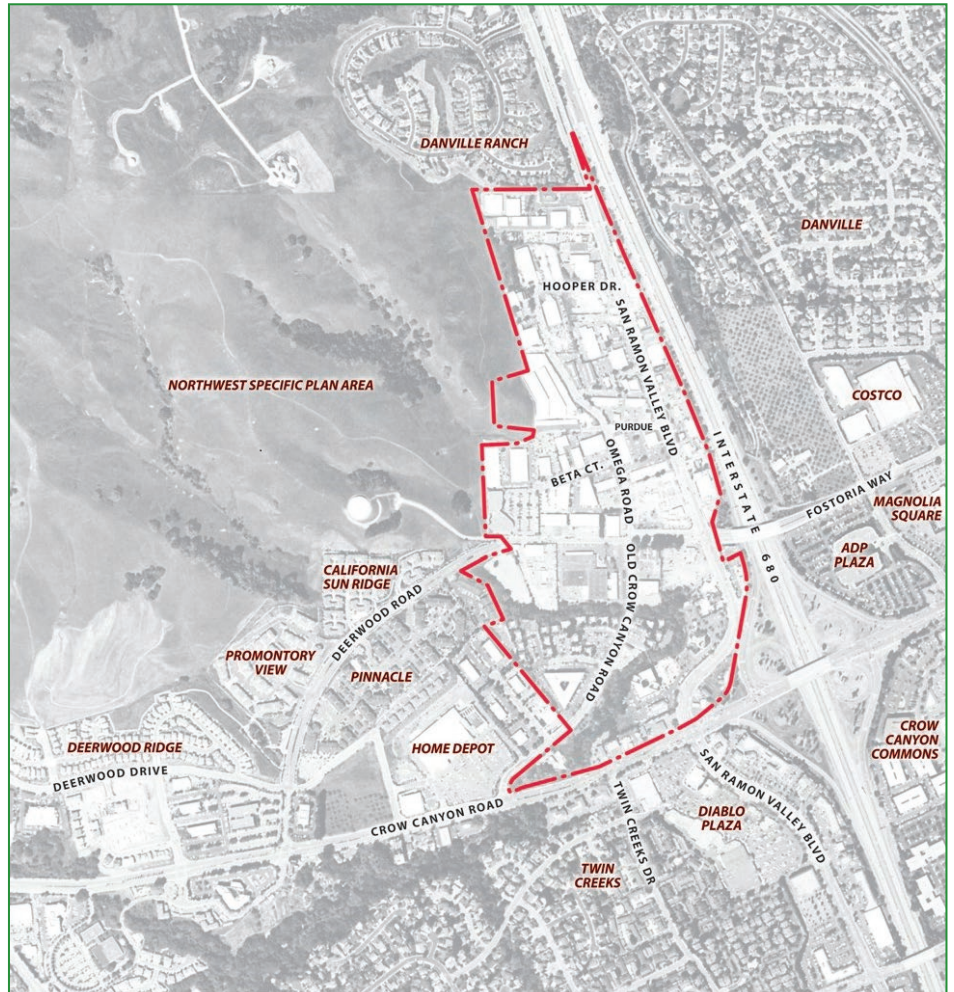 DANVILLE RANCH
DANVILLE
HOOPER DR.
SAN RAMON VALLEY BLVD
NORTHWEST SPECIFIC PLAN AREA
COSTCO
PURDUE
INTERSTATE 680
OMEGA ROAD
BETA CT.
FOSTORIA WAY
MAGNOLIA
SQUARE
ADP
PLAZA
CALIFORNIA
SUN RIDGE
OLD CROW CANYON ROAD
DEERWOOD ROAD
PROMONTORY
VIEW
PINNACLE
DEERWOOD RIDGE
HOME DEPOT
CROW
CANYON
COMMONS
DEERWOOD DRIVE
SAN RAMON VALLEY BLVD
CROW CANYON ROAD
TWIN CREEKS DR
DIABLO
PLAZA
TWIN
CREEKS